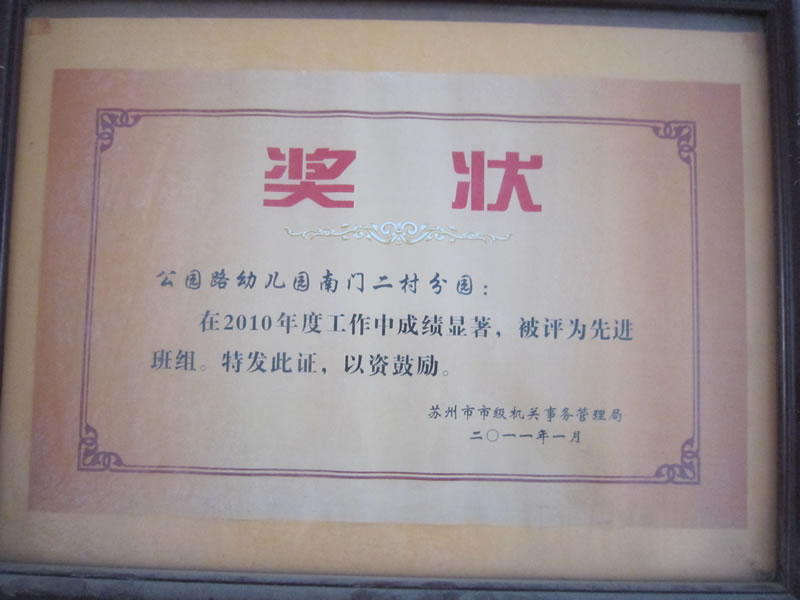 奖状
公园路幼儿园南门二村分园：
在2010年度工作中成绩显著，被评为先进
班组。特发此证，以资鼓励。
苏州市市级机关事务管理局
二〇一一年一月